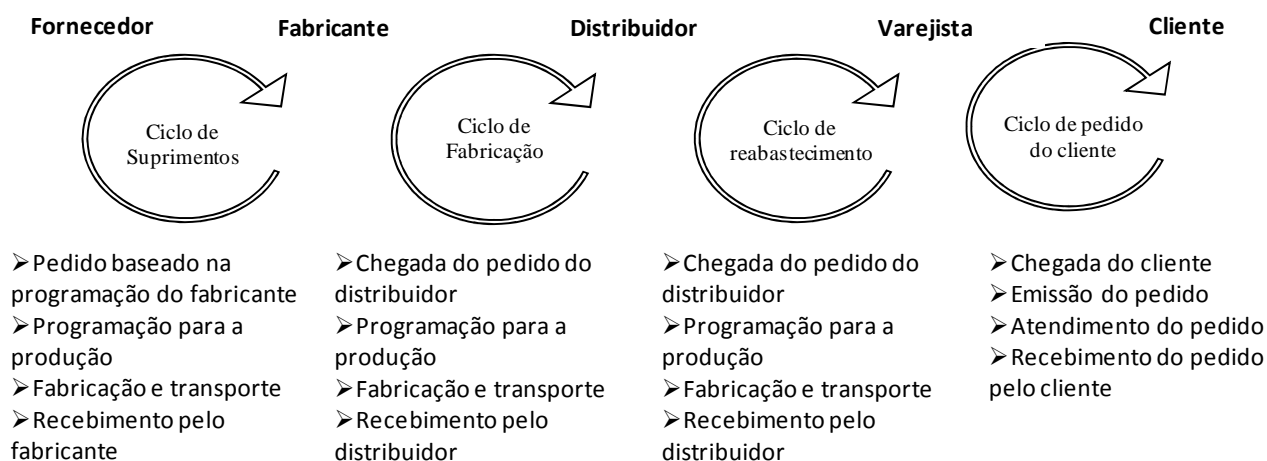 Fornecedor
Fabricante
Distribuidor
Varejista
Cliente
Ciclo de
Suprimentos
Ciclo de
Fabricação
Ciclo de
reabastecimento
Ciclo de pedido
do cliente
➢Pedido baseado na
programação do fabricante
➢Programação para a
produção
➢Fabricação e transporte
➢Recebimento pelo
fabricante
➢Chegada do pedido do
distribuidor
➢Programação para a
produção
➢Fabricação e transporte
➢Recebimento pelo
distribuidor
➢Chegada do pedido do
distribuidor
➢Programação para a
produção
➢Fabricação e transporte
➢Recebimento pelo
distribuidor
➢Chegada do cliente
➢Emissão do pedido
➢Atendimento do pedido
➢Recebimento do pedido
pelo cliente